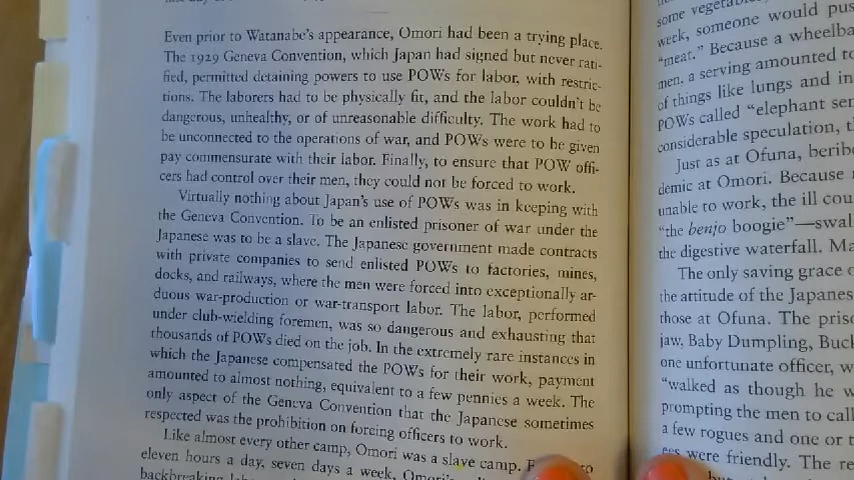 Even prior to Watanabe's appearance, Omori had been a trying place.
The 1929 Geneva Convention, which Japan had signed but never rati-
fied, permitted detaining powers to use POWs for labor, with restric-
tions. The laborers had to be physically fit, and the labor couldn't be
dangerous, unhealthy, or of unreasonable difficulty. The work had to
be unconnected to the operations of war, and POWs were to be given
pay commensurate with their labor. Finally, to ensure that POW offi-
cers had control over their men, they could not be forced to work.
Virtually nothing about Japan's use of POWs was in keeping with
the Geneva Convention. To be an enlisted prisoner of war under the
Japanese was to be a slave. The Japanese government made contracts
with private companies to send enlisted POWs to factories, mines,
docks, and railways, where the men were forced into exceptionally ar-
duous war-production or war-transport labor. The labor, performed
under club-wielding foremen, was so dangerous and exhausting that
thousands of POWs died on the job. In the extremely rare instances in
which the Japanese compensated the POWs for their work, payment
amounted to almost nothing, equivalent to a few pennies a week. The
only aspect of the Geneva Convention that the Japanese sometimes
respected was the prohibition on forcing officers to work.
Like almost every other camp, Omori was a slave camp. to
eleven hours a day, seven days a week,
backbreaking
some
week, someone would
"meat." Because a
men, a serving amounted to
of things like lungs and
POWs called "elephant
considerable speculation,
Just as at Ofuna,
demic at Omori. Because
unable to work, the ill
"the benjo boogie"—
the digestive waterfall.
The only saving grace
the attitude of the Japanese
those at Ofuna. The
jaw, Baby Dumpling,
one unfortunate officer,
"walked as though he
prompting the men to
a few rogues and one or
were friendly. The